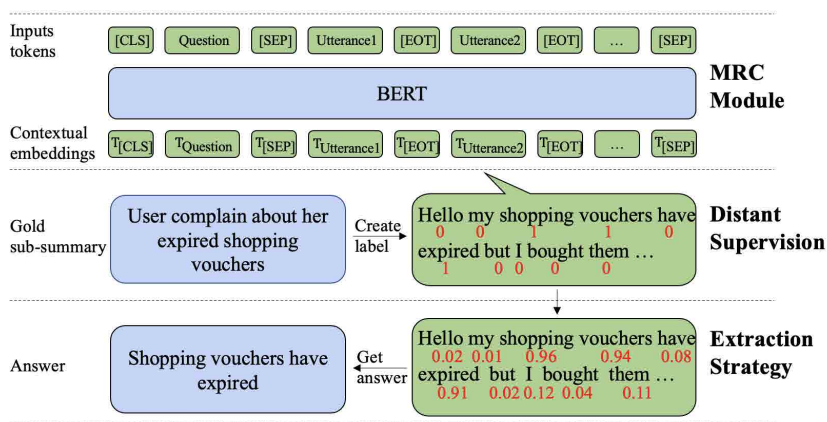 Inputs tokens
[CLS] Question [SEP] Utterance1 [EOT] Utterance2 [EOT] … [SEP]
BERT
MRC
Module
Contextual embeddings
T[CLS] TQuestion T[SEP] TUtterance1 T[EOT] TUtterance2 T[EOT] … T[SEP]
Gold
sub-summary
User complain about her
expired shopping
vouchers
Create
label
Hello my shopping vouchers have
0 0 1 1 0
expired but I bought them …
1 0 0 0 0
Distant
Supervision
Answer
Shopping vouchers have
expired
Get
answer
Hello my shopping vouchers have
0.02 0.01 0.96 0.94 0.08
expired but I bought them …
0.91 0.02 0.12 0.04 0.11
Extraction
Strategy